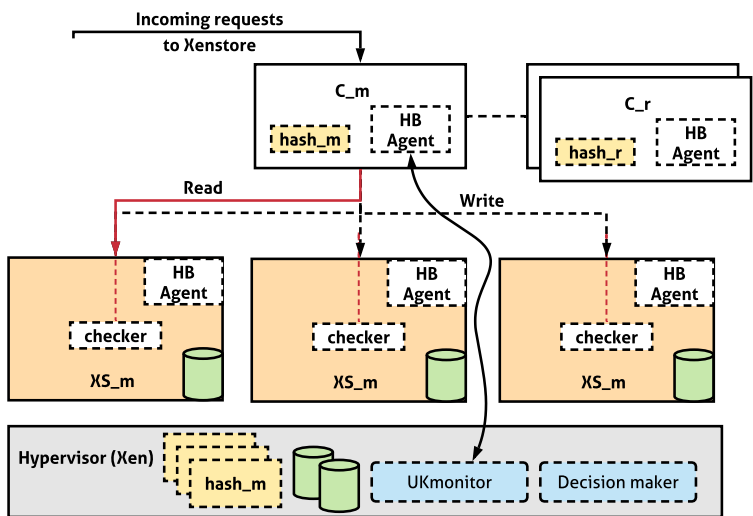 Incoming requests
to Xenstore
C_m
HB
Agent
hash_m
C_r
HB
Agent
hash_r
Read
Write
HB
Agent
checker
XS_m
HB
Agent
checker
XS_m
HB
Agent
checker
XS_m
Hypervisor (Xen)
hash_m
UKmonitor
Decision maker